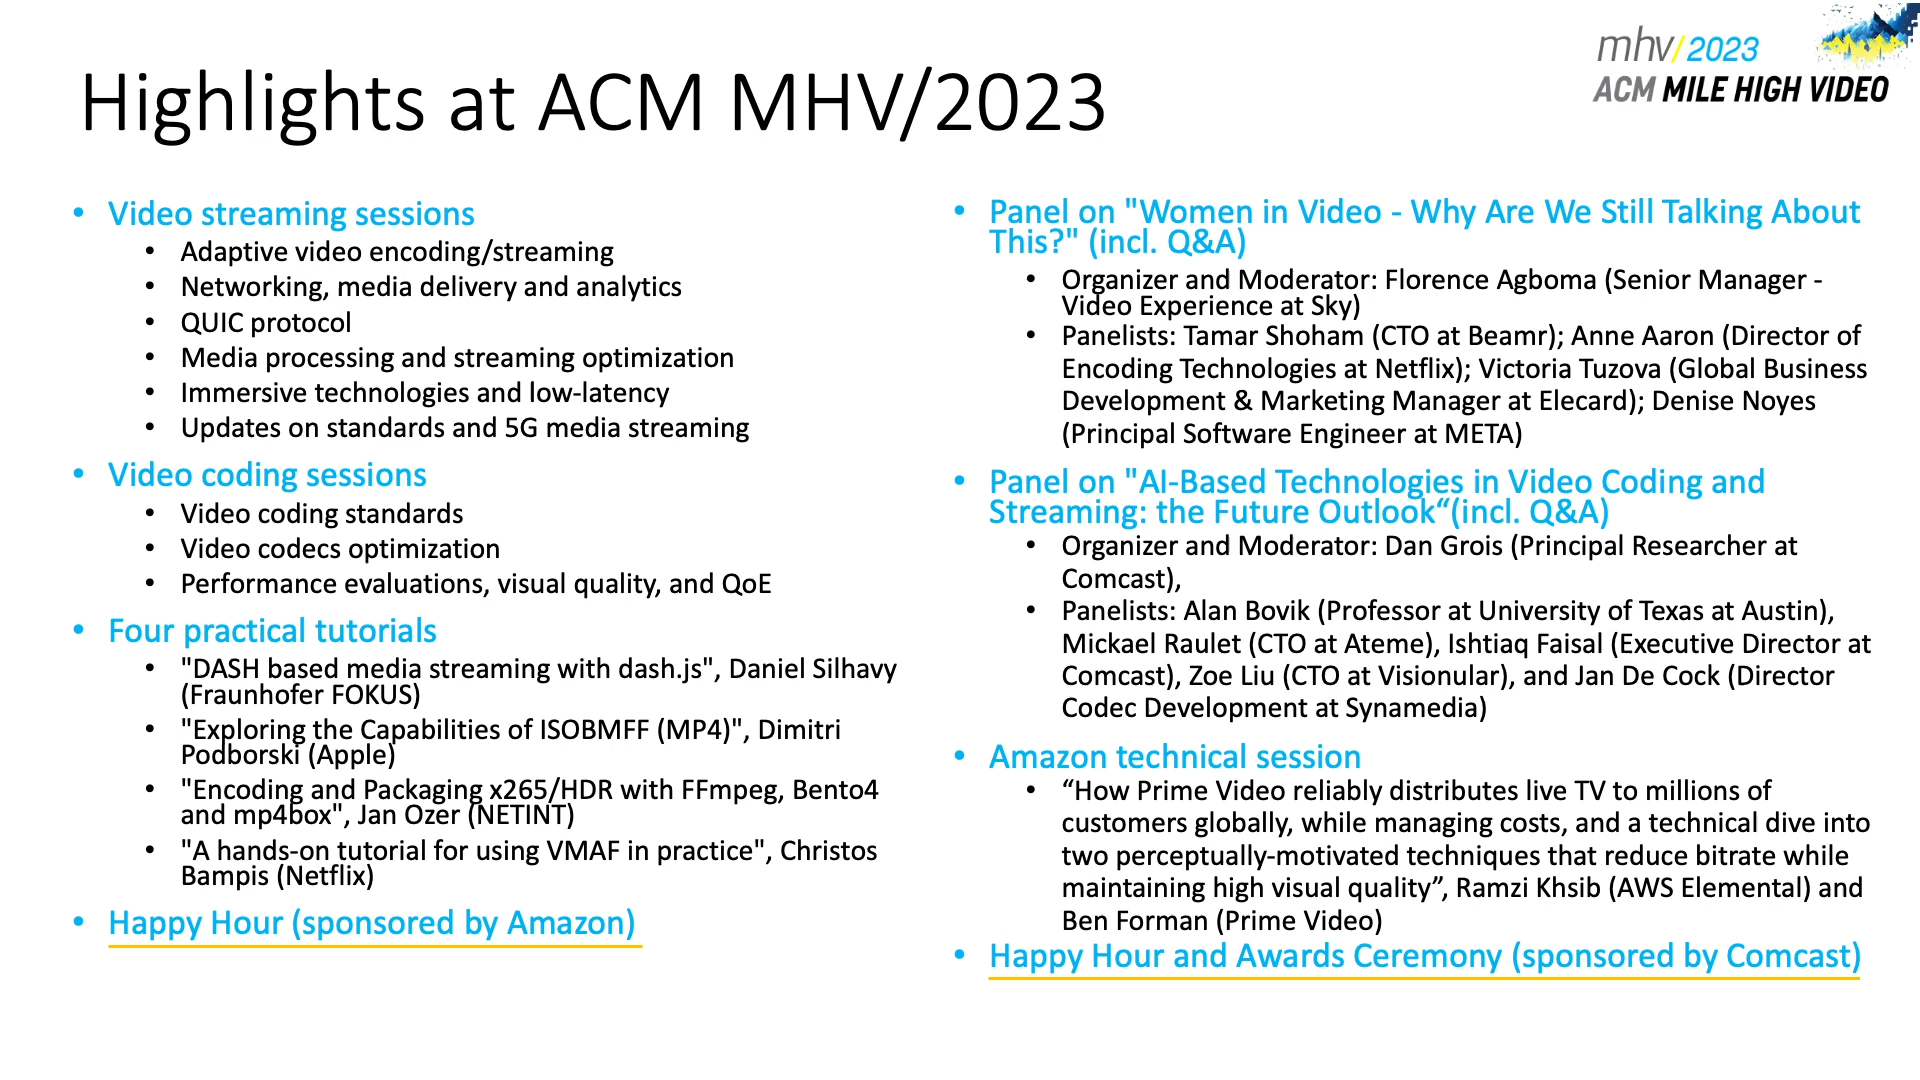 mhv/2023
ACM MILE HIGH VIDEO
Highlights at ACM MHV/2023
• Video streaming sessions
• Adaptive video encoding/streaming
• Networking, media delivery and analytics
• QUIC protocol
• Media processing and streaming optimization
• Immersive technologies and low-latency
• Updates on standards and 5G media streaming
• Video coding sessions
• Video coding standards
• Video codecs optimization
• Performance evaluations, visual quality, and QoE
• Four practical tutorials
• "DASH based media streaming with dash.js", Daniel Silhavy
(Fraunhofer FOKUS)
• "Exploring the Capabilities of ISOBMFF (MP4)", Dimitri
Podborski (Apple)
• "Encoding and Packaging x265/HDR with FFmpeg, Bento4
and mp4box", Jan Ozer (NETINT)
• "A hands-on tutorial for using VMAF in practice", Christos
Bampis (Netflix)
• Happy Hour (sponsored by Amazon)
• Panel on "Women in Video - Why Are We Still Talking About
This?" (incl. Q&A)
• Organizer and Moderator: Florence Agboma (Senior Manager -
Video Experience at Sky)
• Panelists: Tamar Shoham (CTO at Beamr); Anne Aaron (Director of
Encoding Technologies at Netflix); Victoria Tuzova (Global Business
Development & Marketing Manager at Elecard); Denise Noyes
(Principal Software Engineer at META)
• Panel on "AI-Based Technologies in Video Coding and
Streaming: the Future Outlook“(incl. Q&A)
• Organizer and Moderator: Dan Grois (Principal Researcher at
Comcast),
• Panelists: Alan Bovik (Professor at University of Texas at Austin),
Mickael Raulet (CTO at Ateme), Ishtiaq Faisal (Executive Director at
Comcast), Zoe Liu (CTO at Visionular), and Jan De Cock (Director
Codec Development at Synamedia)
• Amazon technical session
• “How Prime Video reliably distributes live TV to millions of
customers globally, while managing costs, and a technical dive into
two perceptually-motivated techniques that reduce bitrate while
maintaining high visual quality”, Ramzi Khsib (AWS Elemental) and
Ben Forman (Prime Video)
• Happy Hour and Awards Ceremony (sponsored by Comcast)